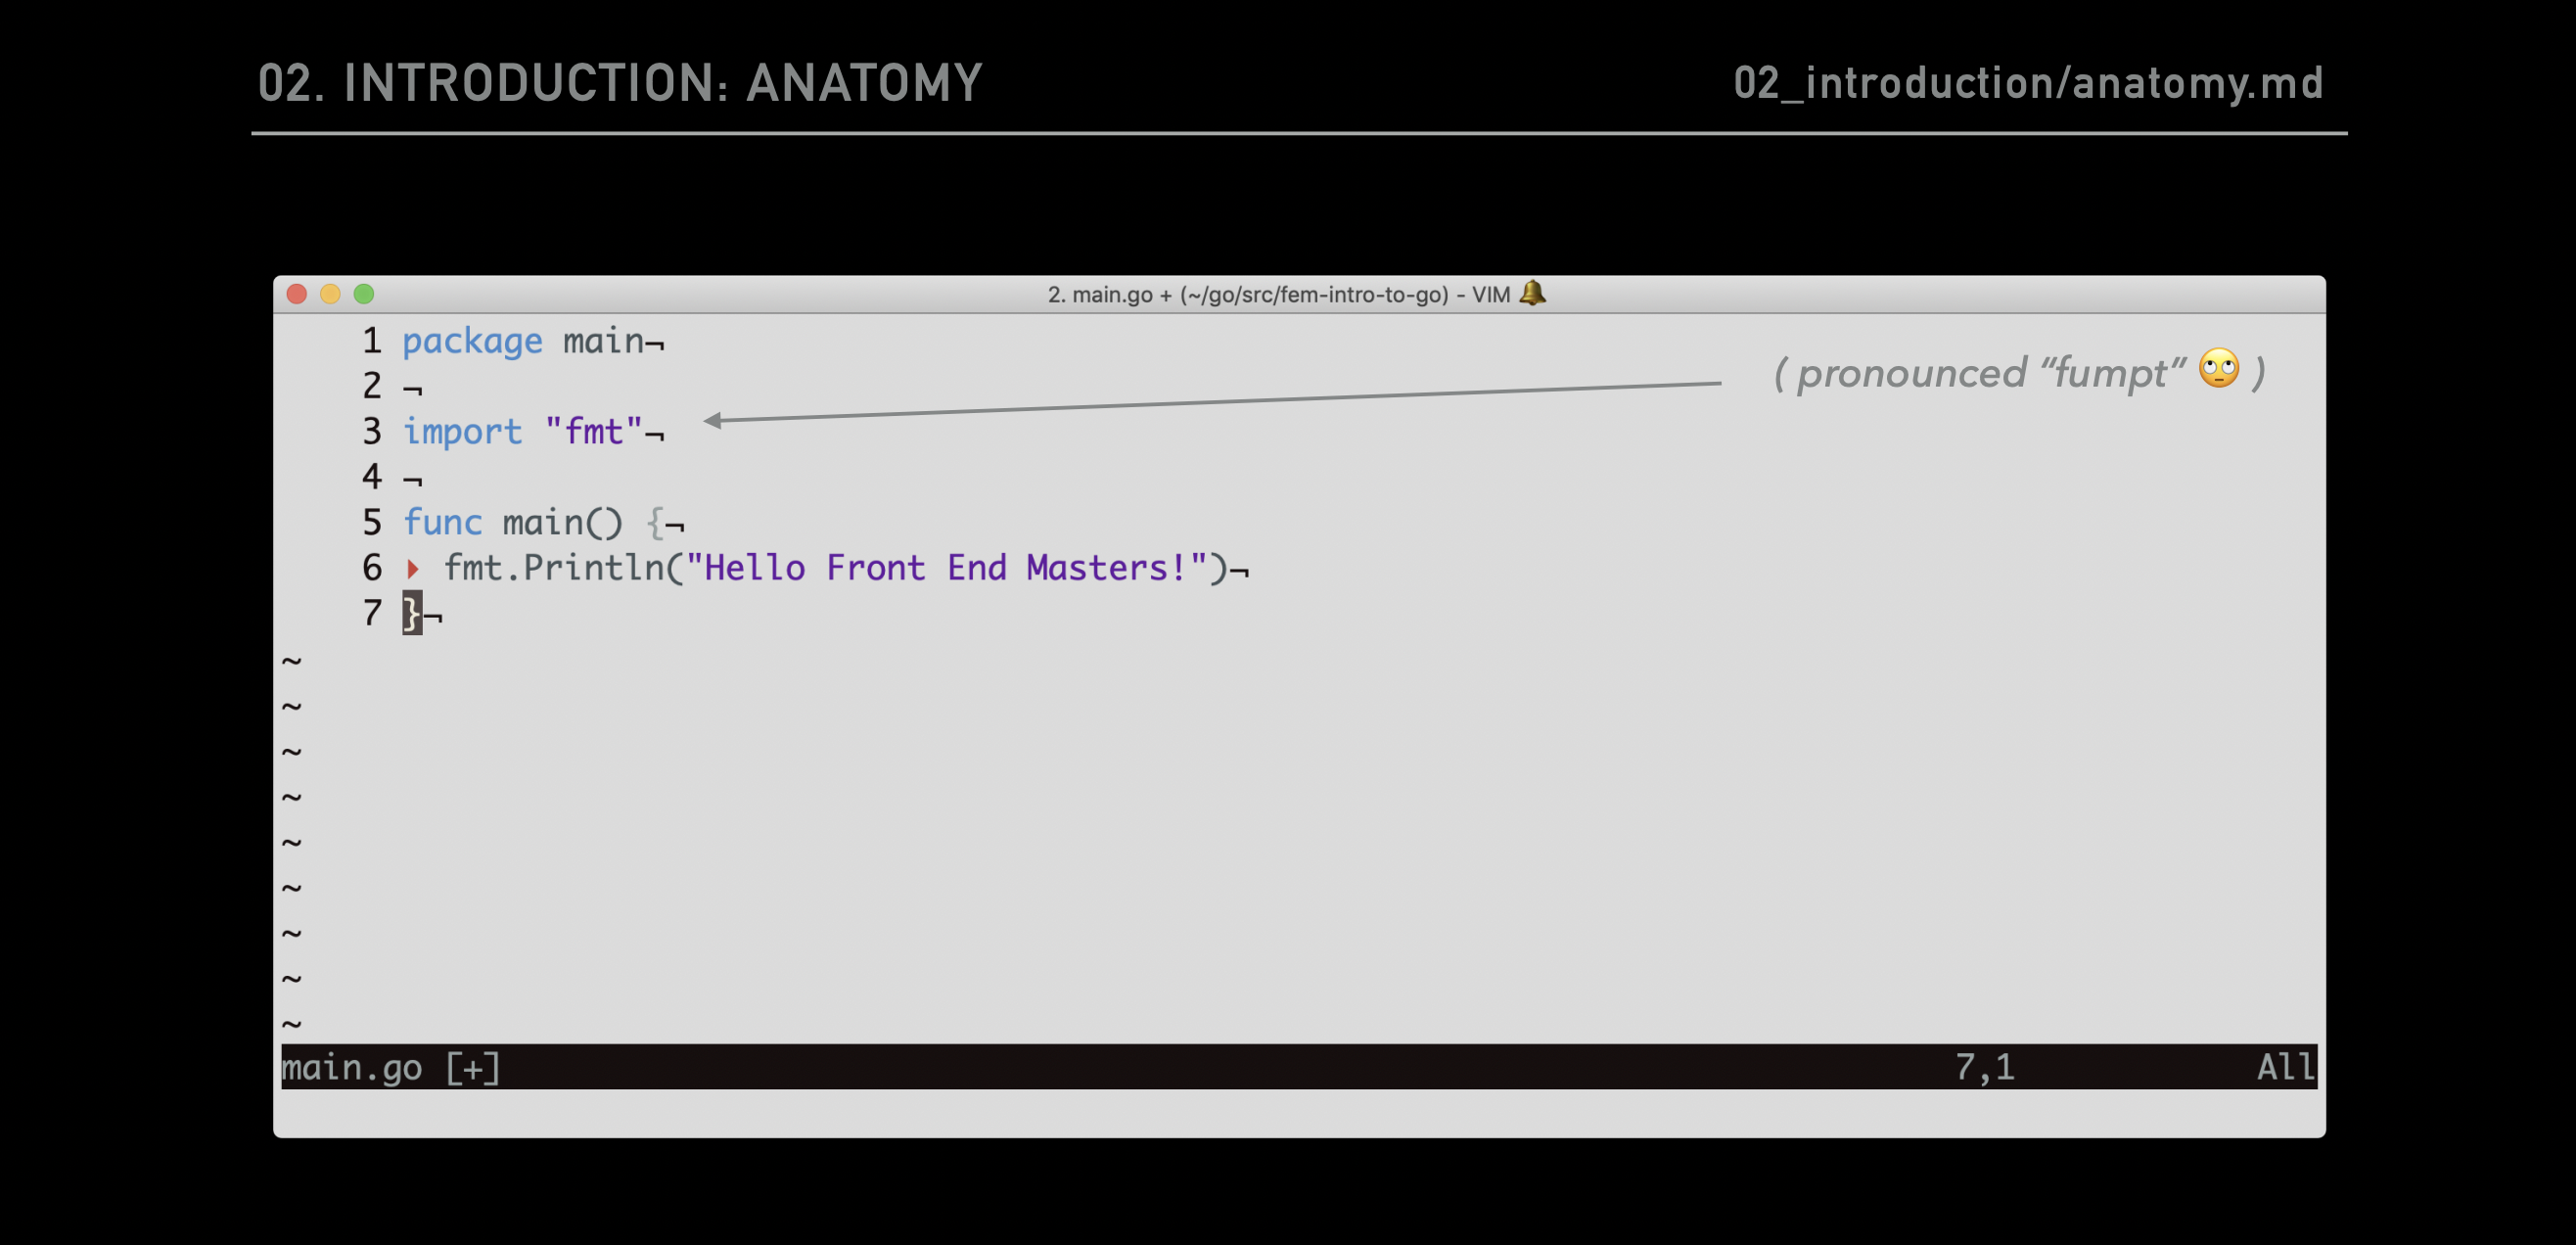 02. INTRODUCTION: ANATOMY
02_introduction/anatomy.md
2. main.go + (~/go/src/fem-intro-to-go) - VIM 🔔
1 package main¬
(pronounced “fumpt” 🙄 )
2 ¬
3 import "fmt"¬
4 ¬
5 func main() {¬
6 ▸ fmt.Println("Hello Front End Masters!")¬
7 }¬
~
~
~
~
~
~
~
~
~
main.go [+] 7,1 All